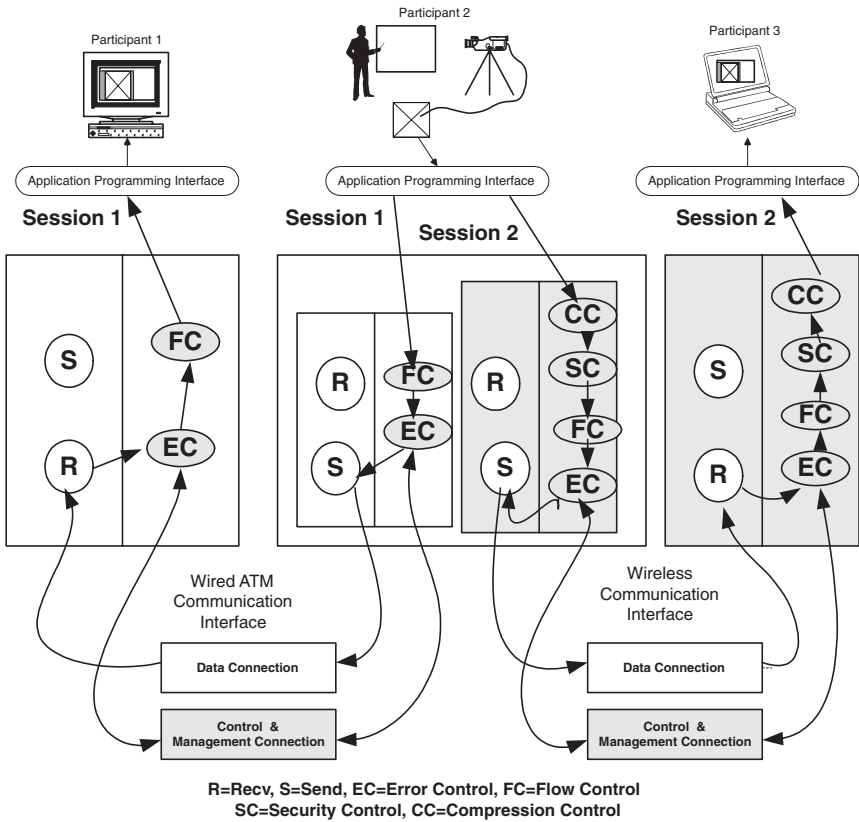 Participant 1
Participant 2
Participant 3
Application Programming Interface
Application Programming Interface
Application Programming Interface
Session 1
Session 1
Session 2
Session 2
S
R
FC
EC
R
S
FC
EC
R
S
CC
SC
FC
EC
S
R
CC
SC
FC
EC
Wired ATM
Communication
Interface
Wireless
Communication
Interface
Data Connection
Data Connection
Control &
Management Connection
Control &
Management Connection
R=Recv, S=Send, EC=Error Control, FC=Flow Control
SC=Security Control, CC=Compression Control